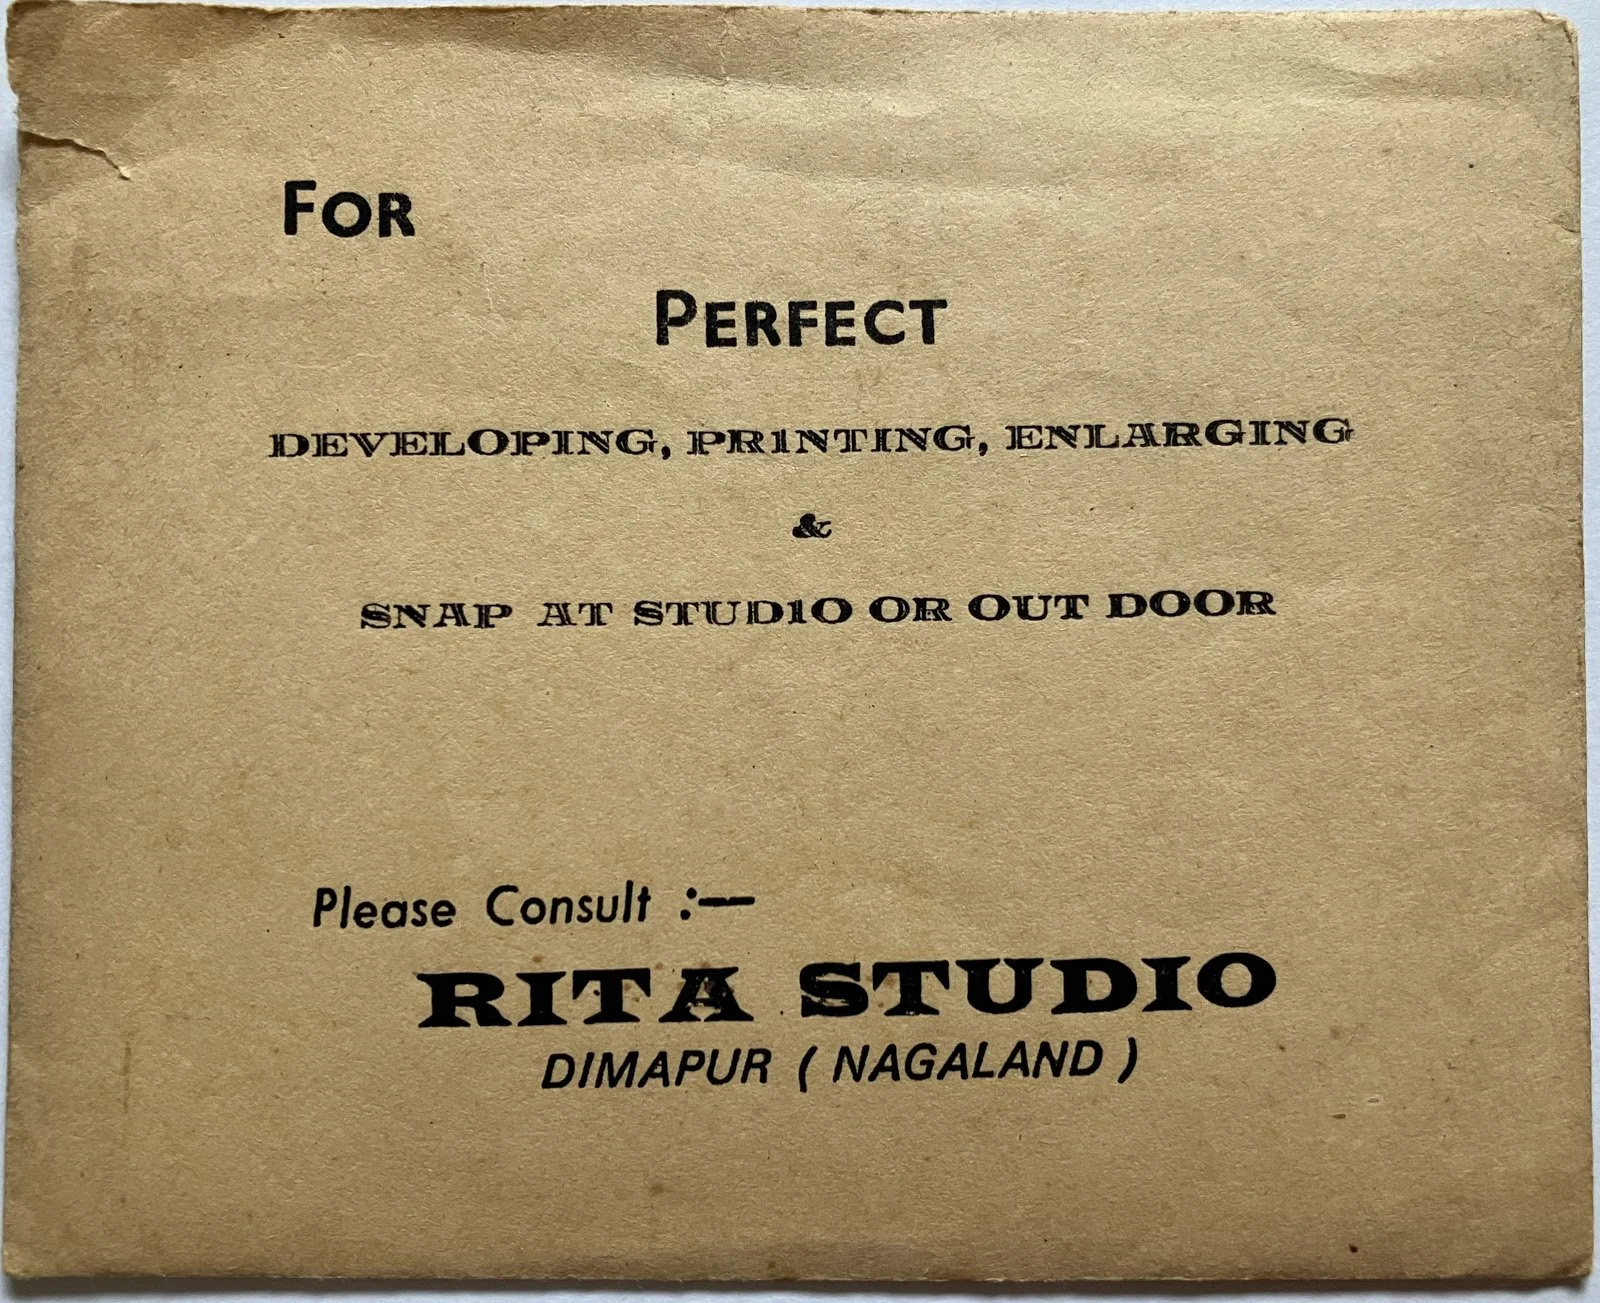 FOR
PERFECT
DEVELOPING, PRINTING, ENLARGING
&
SNAP AT STUDIO OR OUT DOOR
Please Consult :—
RITA STUDIO
DIMAPUR ( NAGALAND )